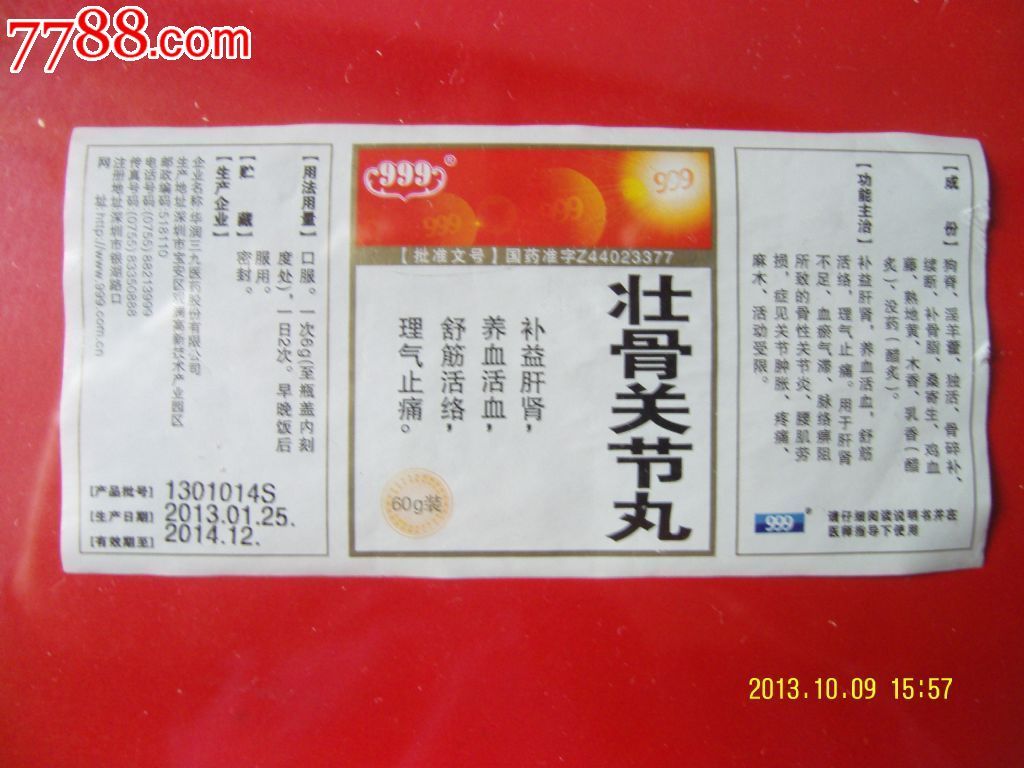 7788.com
【用法用量】 口服。一次6g(至瓶盖内刻
度处),一日2次。早晚饭后
服用。
【贮 藏】 密封。
【生产企业】
企业名称 华润三九医药股份有限公司
生产地址 深圳市宝安区观澜高新技术产业园区
邮政编码 518110
电话号码 (0755)88213999
传真号码 (0755)83350888
注册地址 深圳市银湖路口
网 址 http://www.999.com.cn
[产品批号] 1301014S
[生产日期] 2013.01.25.
[有效期至] 2014.12.
999®
999
999
999
【批准文号】国药准字Z44023377
壮骨关节丸
补益肝肾,
养血活血,
舒筋活络,
理气止痛。
60g装
【成 份】 狗脊、淫羊藿、独活、骨碎补、
续断、补骨脂、桑寄生、鸡血
藤、熟地黄、木香、乳香(醋
炙)、没药(醋炙)。
【功能主治】 补益肝肾,养血活血,舒筋
活络,理气止痛。用于肝肾
不足、血瘀气滞、脉络痹阻
所致的骨性关节炎、腰肌劳
损,症见关节肿胀、疼痛、
麻木、活动受限。
999®
请仔细阅读说明书并在
医师指导下使用
2013.10.09 15:57